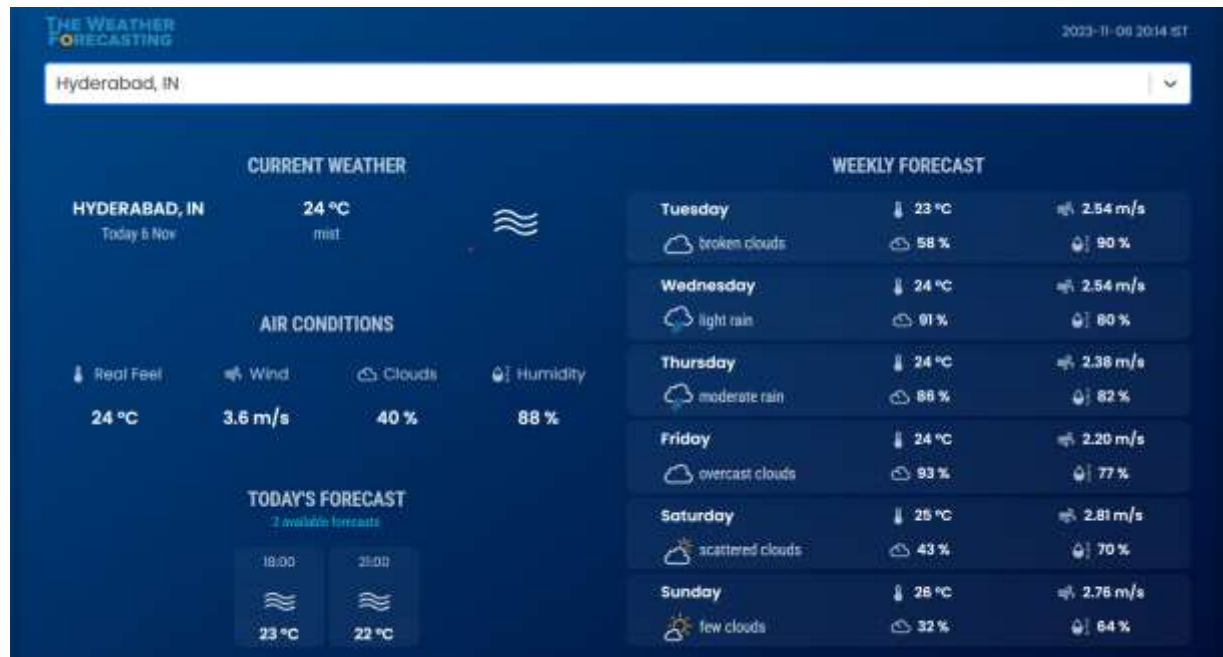 THE WEATHER
FORECASTING
2023-11-06 20:14 IST
Hyderabad, IN
CURRENT WEATHER
HYDERABAD, IN
Today 6 Nov
24 °C
mist
AIR CONDITIONS
Real Feel
Wind
Clouds
Humidity
24 °C
3.6 m/s
40 %
88 %
TODAY'S FORECAST
2 available forecasts
18:00
21:00
23 °C
22 °C
WEEKLY FORECAST
Tuesday 23 °C 2.54 m/s
broken clouds 58 % 90 %
Wednesday 24 °C 2.54 m/s
light rain 91 % 80 %
Thursday 24 °C 2.38 m/s
moderate rain 86 % 82 %
Friday 24 °C 2.20 m/s
overcast clouds 93 % 77 %
Saturday 25 °C 2.81 m/s
scattered clouds 43 % 70 %
Sunday 26 °C 2.76 m/s
few clouds 32 % 64 %